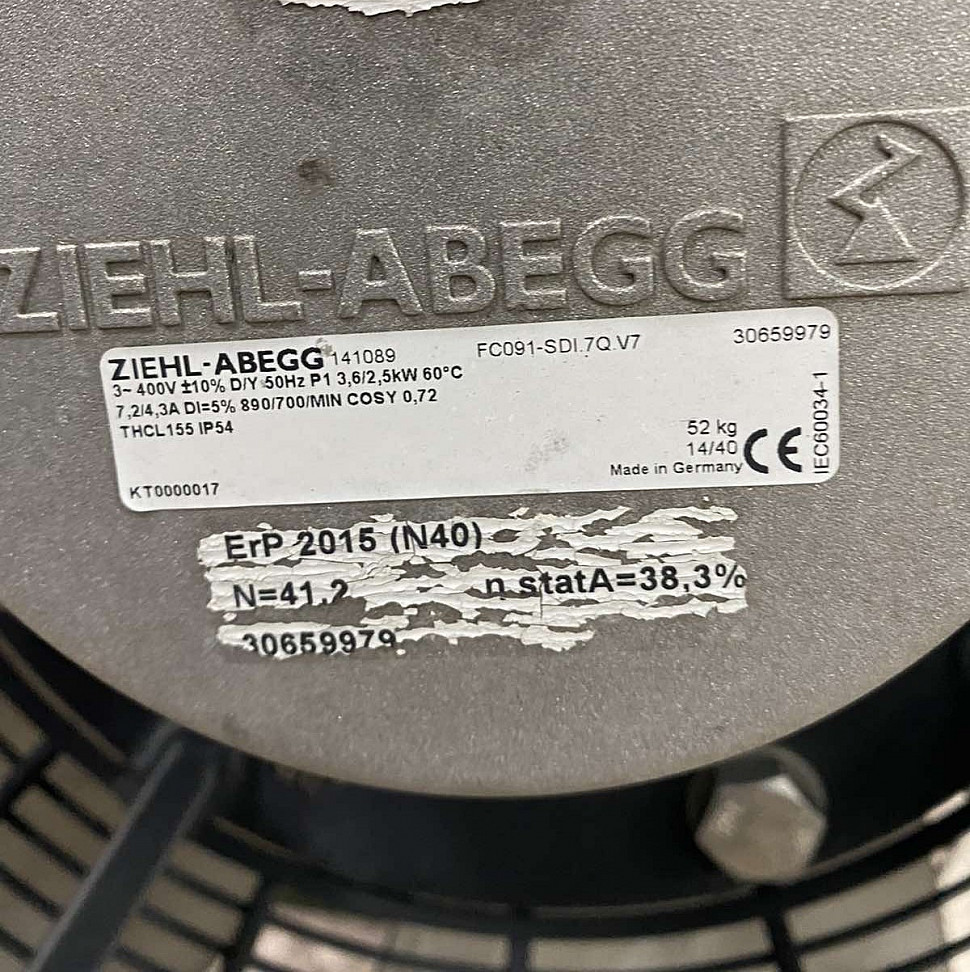 ZIEHL-ABEGG
ZIEHL-ABEGG 141089 FC091-SDI.7Q.V7 30659979
3~ 400V ±10% D/Y 50Hz P1 3,6/2,5kW 60°C
7,2/4,3A DI=5% 890/700/MIN COSY 0,72
THCL155 IP54
52 kg
14/40
Made in Germany
CE
IEC60034-1
KT0000017
ErP 2015 (N40)
N=41,2 n statA=38,3%
30659979